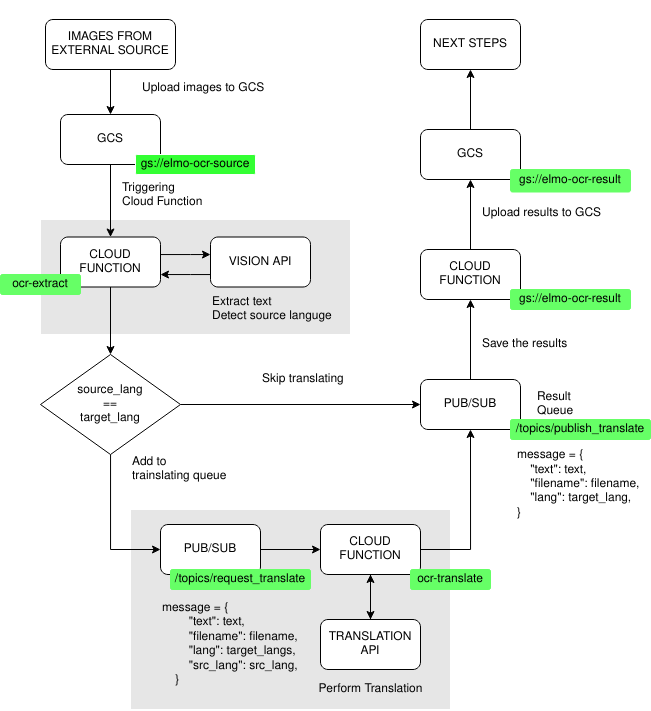 IMAGES FROM
EXTERNAL SOURCE
Upload images to GCS
GCS
gs://elmo-ocr-source
Triggering
Cloud Function
CLOUD
FUNCTION
ocr-extract
VISION API
Extract text
Detect source languge
source_lang
==
target_lang
Skip translating
Add to
trainslating queue
PUB/SUB
/topics/request_translate
message = {
"text": text,
"filename": filename,
"lang": target_langs,
"src_lang": src_lang,
}
CLOUD
FUNCTION
ocr-translate
TRANSLATION
API
Perform Translation
NEXT STEPS
GCS
gs://elmo-ocr-result
Upload results to GCS
CLOUD
FUNCTION
gs://elmo-ocr-result
Save the results
PUB/SUB
Result
Queue
/topics/publish_translate
message = {
"text": text,
"filename": filename,
"lang": target_lang,
}